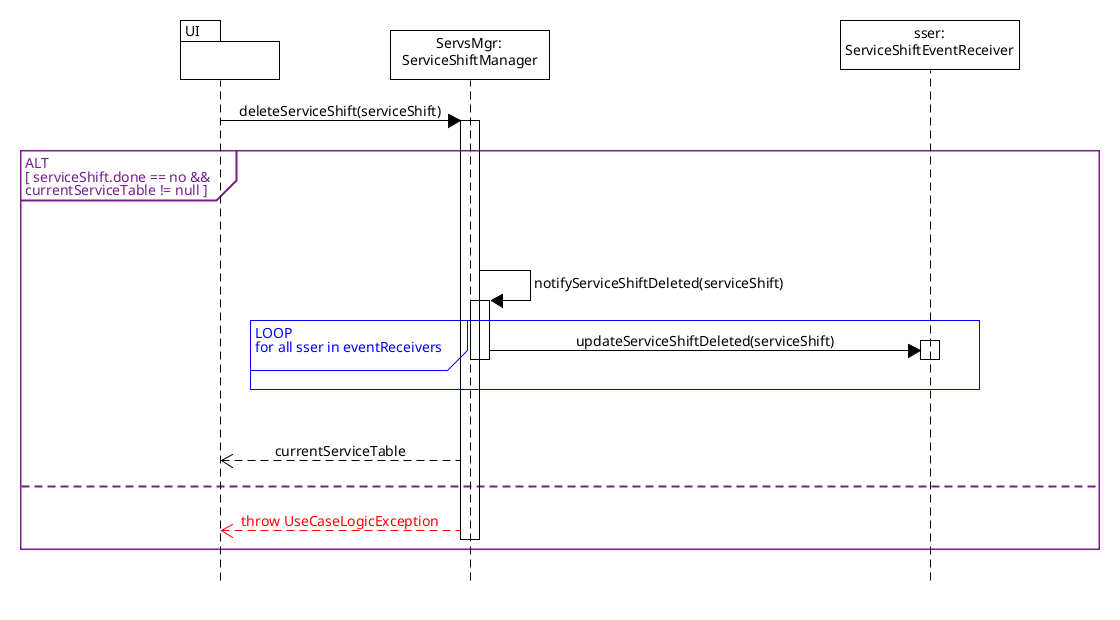 UI
ServsMgr:
ServiceShiftManager
sser:
ServiceShiftEventReceiver
deleteServiceShift(serviceShift)
ALT
[ serviceShift.done == no &&
currentServiceTable != null ]
notifyServiceShiftDeleted(serviceShift)
LOOP
for all sser in eventReceivers
updateServiceShiftDeleted(serviceShift)
currentServiceTable
throw UseCaseLogicException